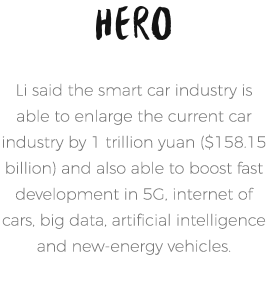 HERO
Li said the smart car industry is
able to enlarge the current car
industry by 1 trillion yuan ($158.15
billion) and also able to boost fast
development in 5G, internet of
cars, big data, artificial intelligence
and new-energy vehicles.